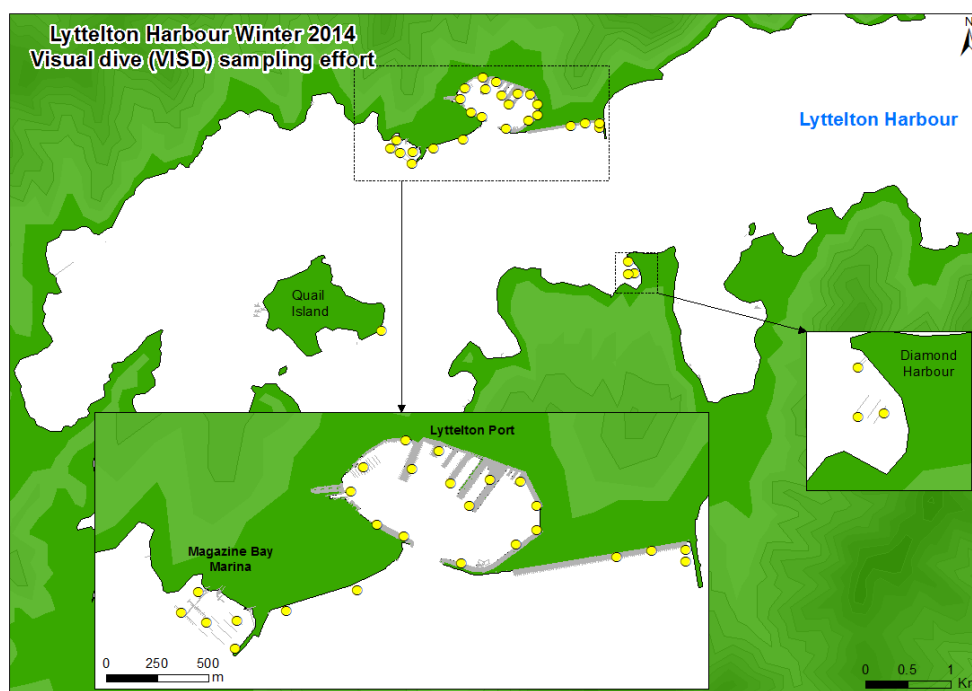 Lyttelton Harbour Winter 2014
Visual dive (VISD) sampling effort
N
Lyttelton Harbour
Quail
Island
Diamond
Harbour
Lyttelton Port
Magazine Bay
Marina
0 250 500
m
0 0.5 1
Km